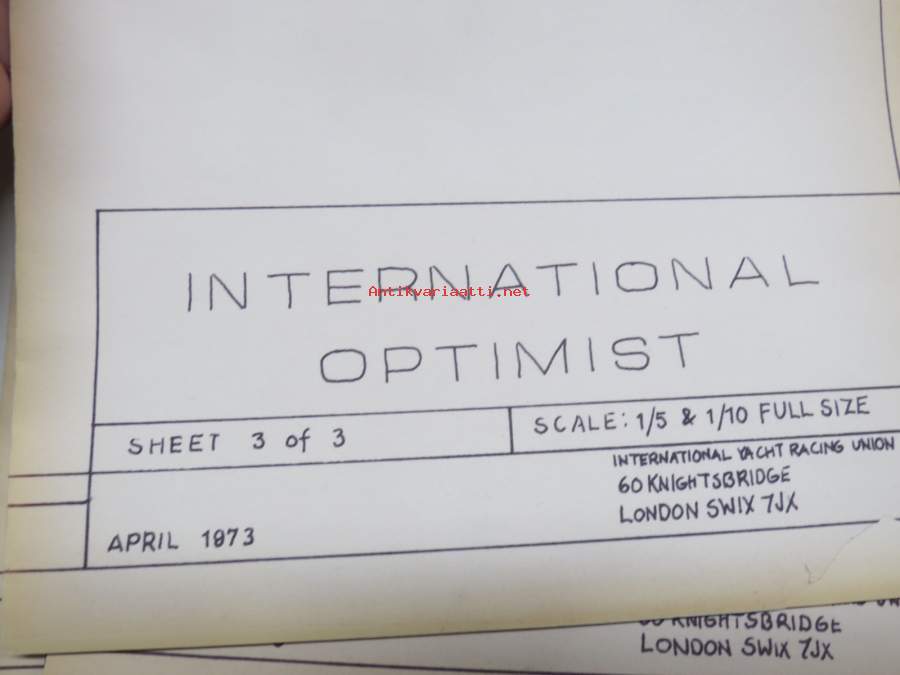 INTERNATIONAL
Antikvariaatti.net
OPTIMIST
SHEET 3 of 3
SCALE: 1/5 & 1/10 FULL SIZE
INTERNATIONAL YACHT RACING UNION
60 KNIGHTSBRIDGE
LONDON SW1X 7JX
APRIL 1973
KNIGHTSBRIDGE
LONDON SW1X 7JX